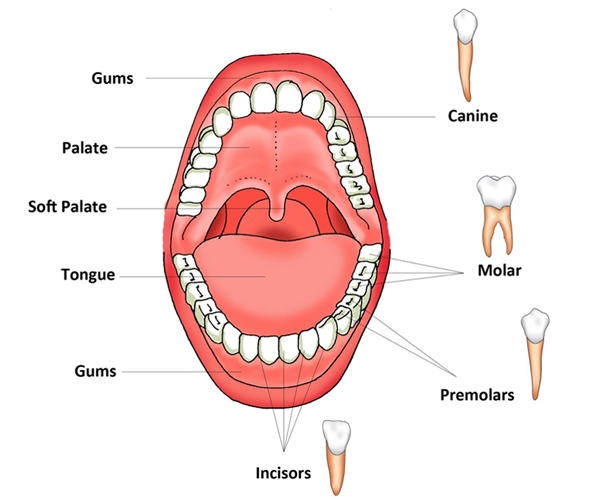 Gums
Canine
Palate
Soft Palate
Molar
Tongue
Gums
Premolars
Incisors